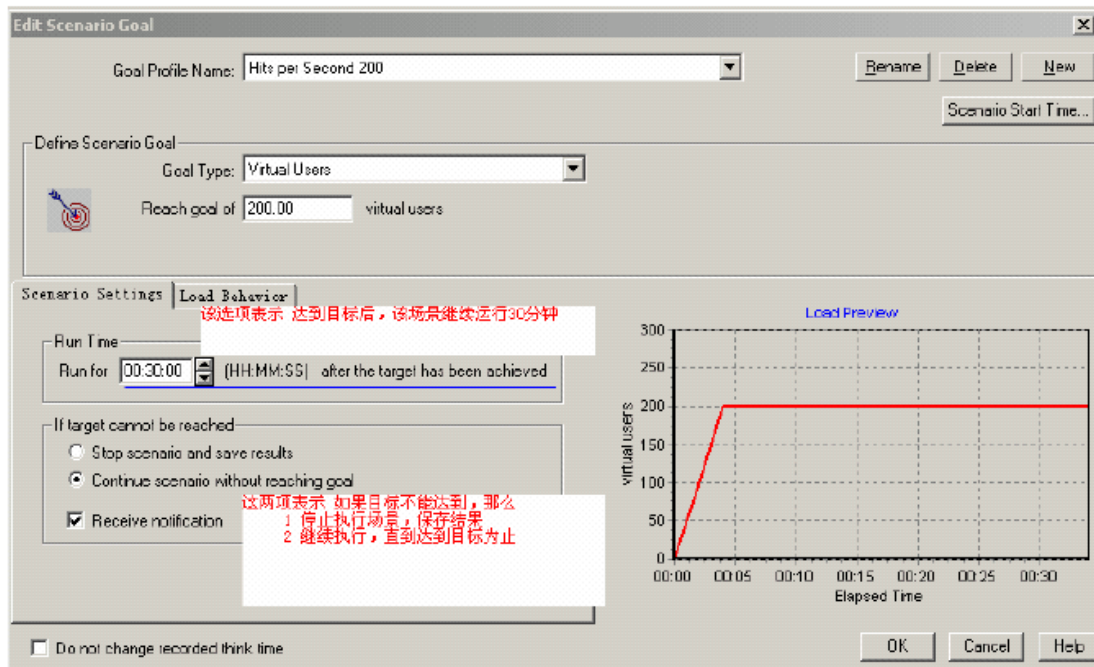 Edit Scenario Goal
Goal Profile Name: Hits per Second 200
Rename Delete New
Scenario Start Time...
Define Scenario Goal
Goal Type: Virtual Users
Reach goal of 200.00 virtual users
Scenario Settings Load Behavior
该选项表示 达到目标后，该场景继续运行30分钟
Run Time
Run for 00:30:00 (HH:MM:SS) after the target has been achieved
If target cannot be reached
Stop scenario and save results
Continue scenario without reaching goal
这两项表示 如果目标不能达到，那么
Receive notification
1 停止执行场景，保存结果
2 继续执行，直到达到目标为止
Load Preview
virtual users
300
250
200
150
100
50
0
00:00 00:05 00:10 00:15 00:20 00:25 00:30
Elapsed Time
Do not change recorded think time
OK Cancel Help